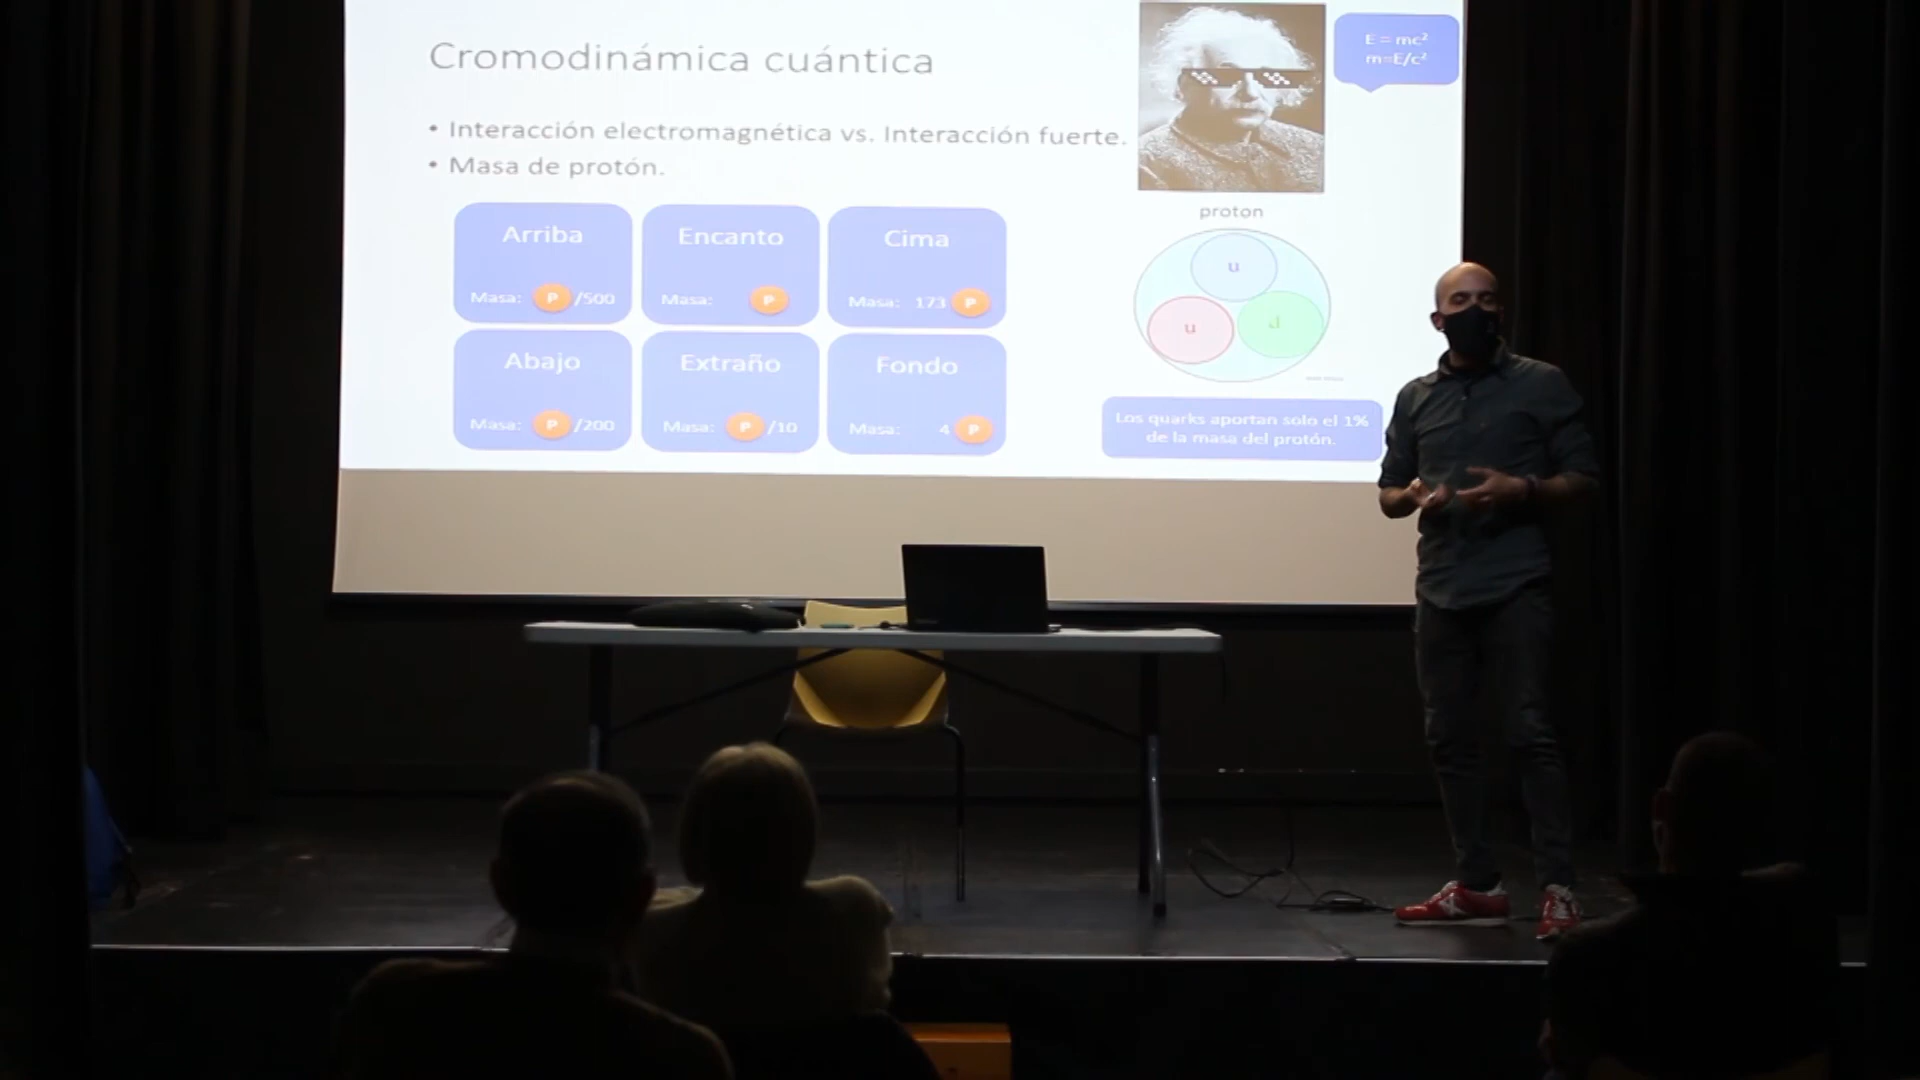 Cromodinámica cuántica
• Interacción electromagnética vs. Interacción fuerte.
• Masa de protón.
E = mc²
m=E/c²
Arriba
Masa: P /500
Encanto
Masa: P
Cima
Masa: 173 P
Abajo
Masa: P /200
Extraño
Masa: P /10
Fondo
Masa: 4 P
proton
u
u
d
Los quarks aportan solo el 1%
de la masa del protón.